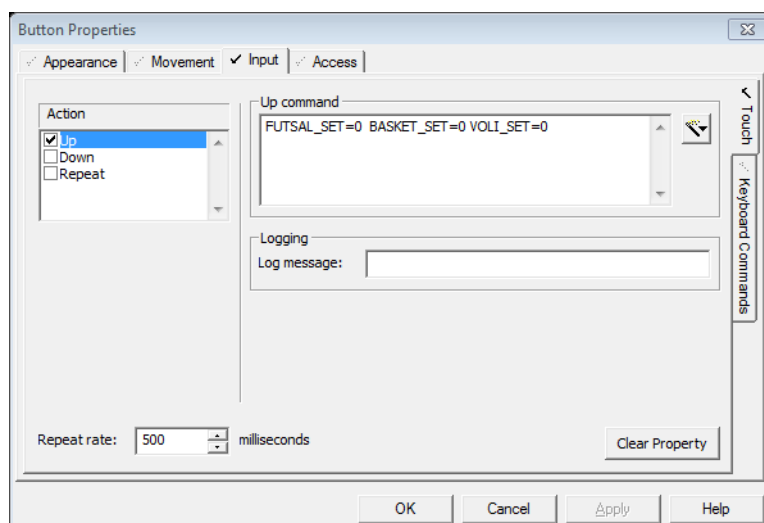 Button Properties
Appearance
Movement
Input
Access
Action
Up
Down
Repeat
Up command
FUTSAL_SET=0 BASKET_SET=0 VOLI_SET=0
Logging
Log message:
Repeat rate:
500
milliseconds
Clear Property
Touch
Keyboard Commands
OK
Cancel
Apply
Help